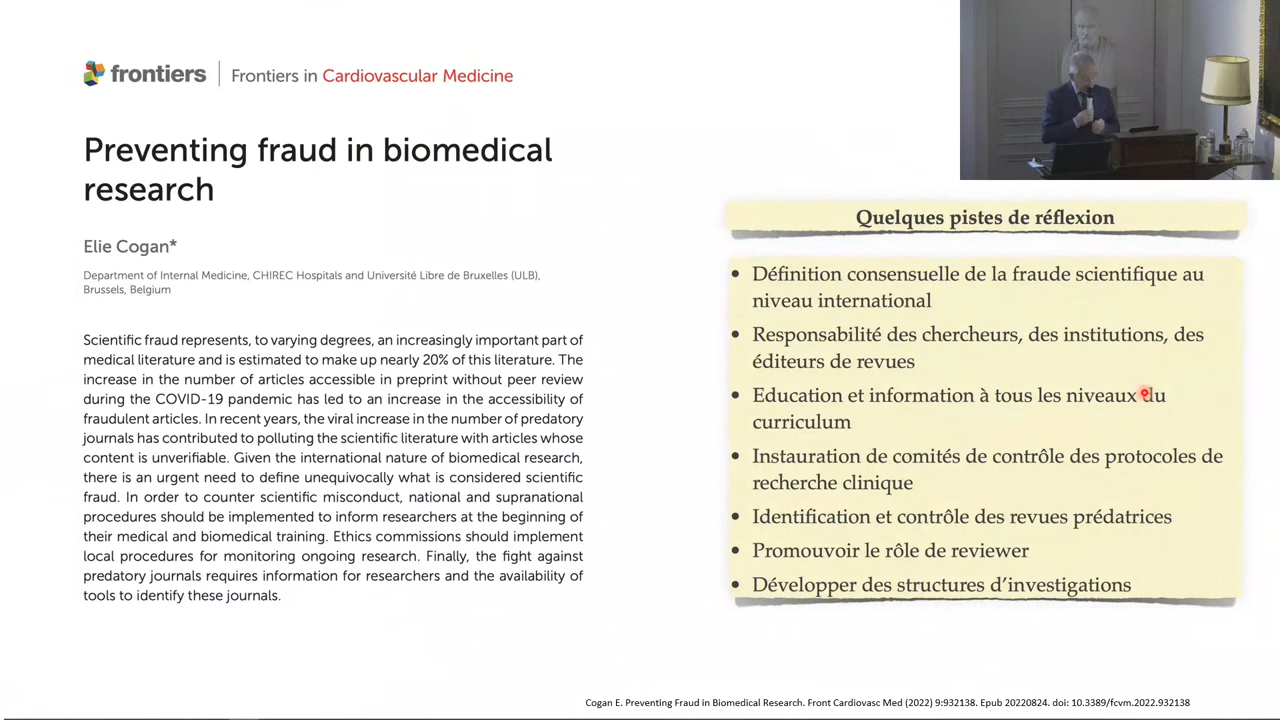 frontiers
Frontiers in Cardiovascular Medicine
Preventing fraud in biomedical
research
Elie Cogan*
Department of Internal Medicine, CHIREC Hospitals and Université Libre de Bruxelles (ULB),
Brussels, Belgium
Scientific fraud represents, to varying degrees, an increasingly important part of
medical literature and is estimated to make up nearly 20% of this literature. The
increase in the number of articles accessible in preprint without peer review
during the COVID-19 pandemic has led to an increase in the accessibility of
fraudulent articles. In recent years, the viral increase in the number of predatory
journals has contributed to polluting the scientific literature with articles whose
content is unverifiable. Given the international nature of biomedical research,
there is an urgent need to define unequivocally what is considered scientific
fraud. In order to counter scientific misconduct, national and supranational
procedures should be implemented to inform researchers at the beginning of
their medical and biomedical training. Ethics commissions should implement
local procedures for monitoring ongoing research. Finally, the fight against
predatory journals requires information for researchers and the availability of
tools to identify these journals.
Quelques pistes de réflexion
• Définition consensuelle de la fraude scientifique au
niveau international
• Responsabilité des chercheurs, des institutions, des
éditeurs de revues
• Education et information à tous les niveaux du
curriculum
• Instauration de comités de contrôle des protocoles de
recherche clinique
• Identification et contrôle des revues prédatrices
• Promouvoir le rôle de reviewer
• Développer des structures d'investigations
Cogan E. Preventing Fraud in Biomedical Research. Front Cardiovasc Med (2022) 9:932138. Epub 20220824. doi: 10.3389/fcvm.2022.932138